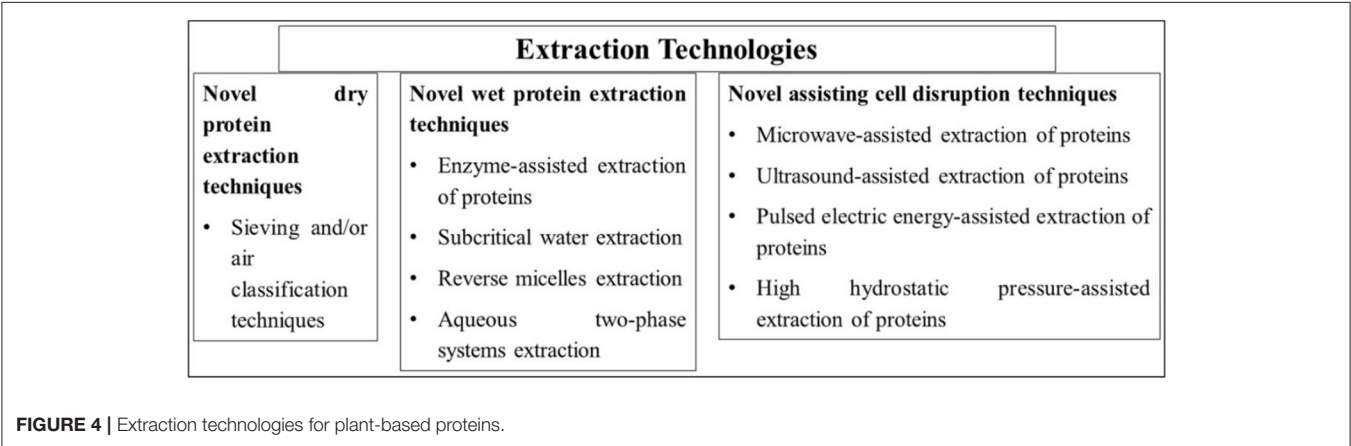 Extraction Technologies
Novel dry
protein
extraction
techniques
• Sieving and/or
air
classification
techniques
Novel wet protein extraction
techniques
• Enzyme-assisted extraction
of proteins
• Subcritical water extraction
• Reverse micelles extraction
• Aqueous two-phase
systems extraction
Novel assisting cell disruption techniques
• Microwave-assisted extraction of proteins
• Ultrasound-assisted extraction of proteins
• Pulsed electric energy-assisted extraction of
proteins
• High hydrostatic pressure-assisted
extraction of proteins
FIGURE 4 | Extraction technologies for plant-based proteins.